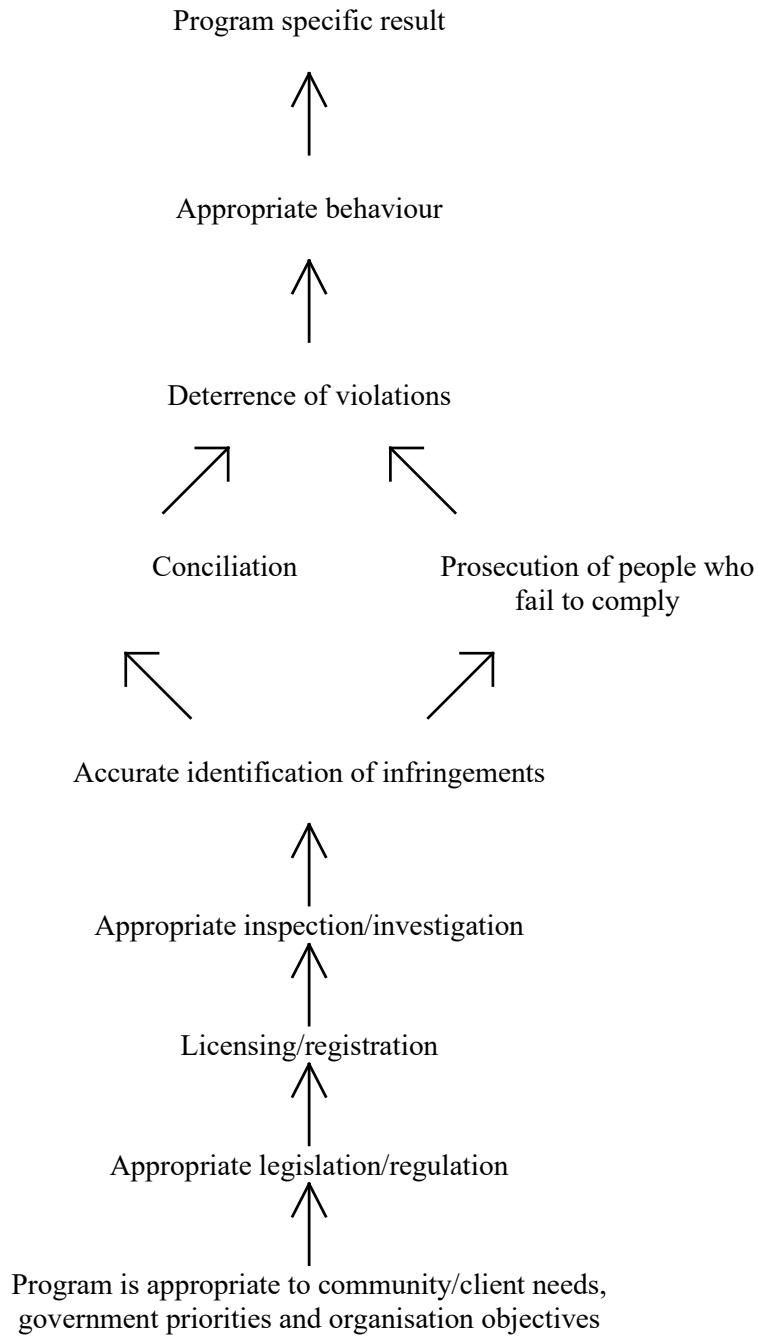 Program specific result
Appropriate behaviour
Deterrence of violations
Conciliation
Prosecution of people who
fail to comply
Accurate identification of infringements
Appropriate inspection/investigation
Licensing/registration
Appropriate legislation/regulation
Program is appropriate to community/client needs,
government priorities and organisation objectives